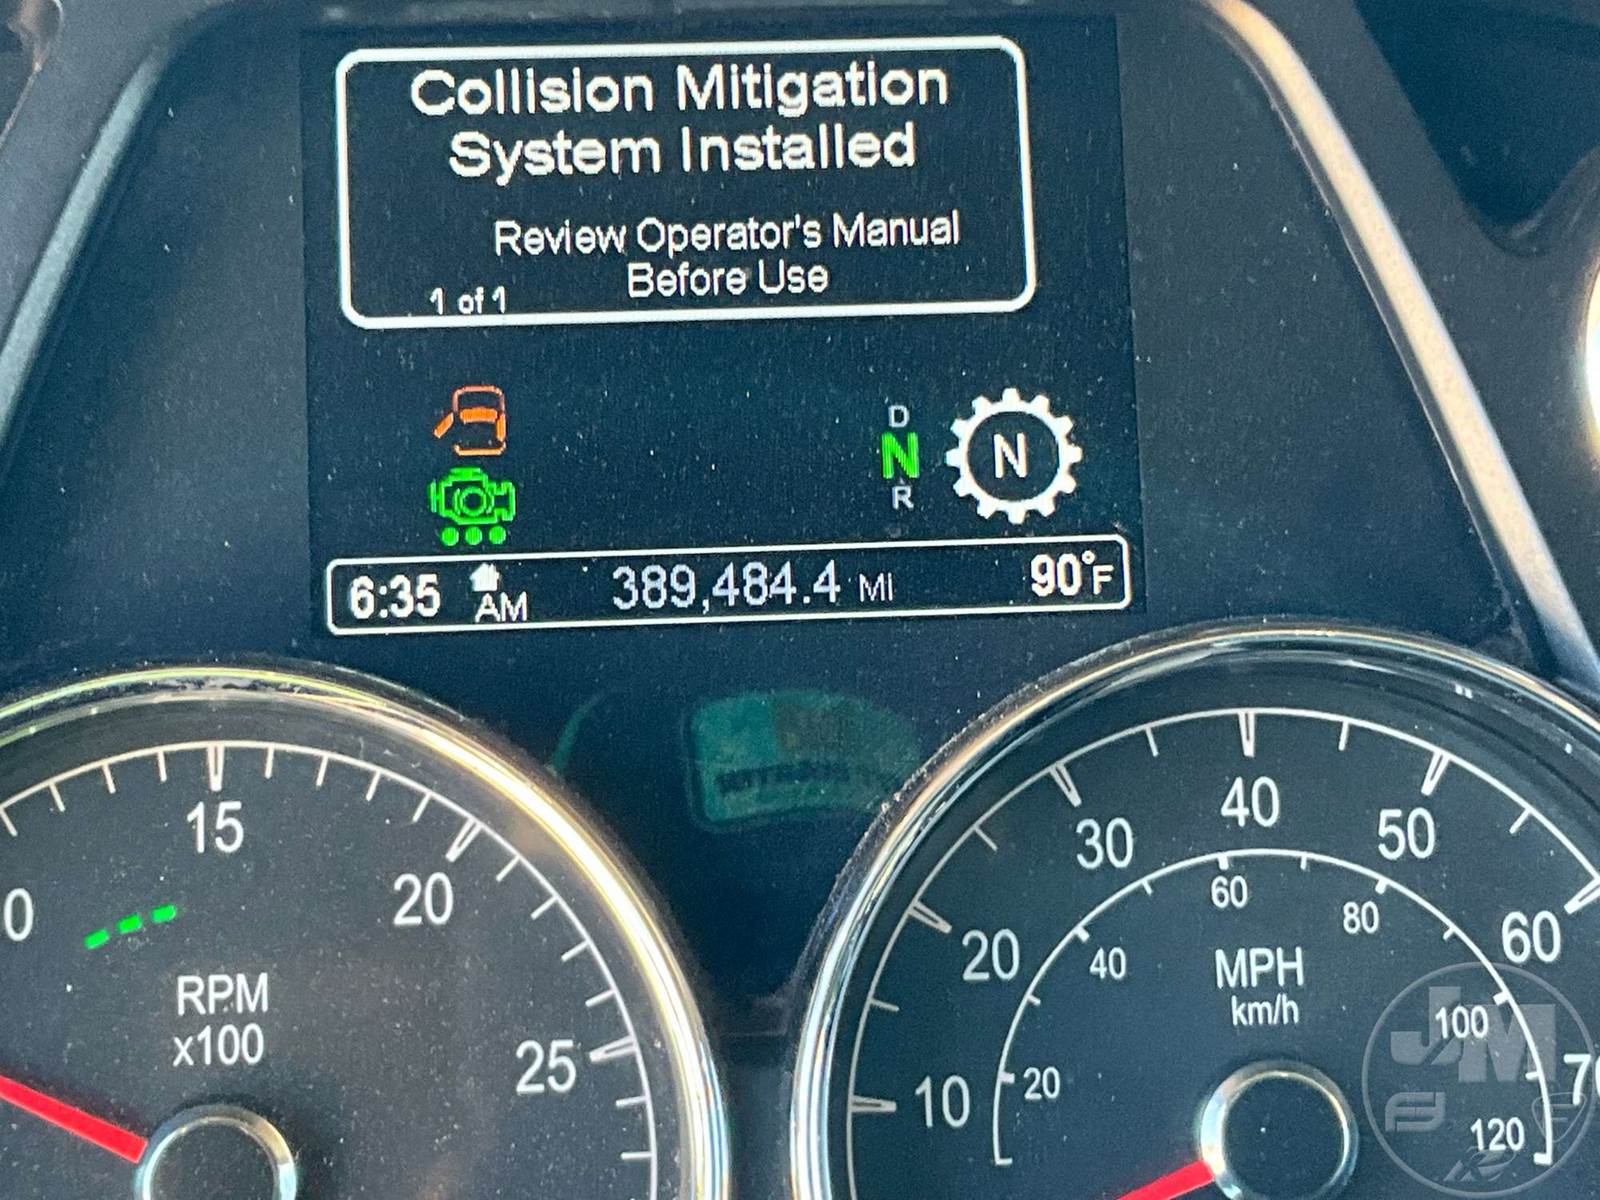 Collision Mitigation
System Installed
Review Operator's Manual
Before Use
1 of 1
D
N
R
N
6:35 AM 389,484.4 MI 90°F
0
15
20
25
RPM
x100
10
20
30
40
50
60
70
20
40
60
80
100
120
MPH
km/h
JM